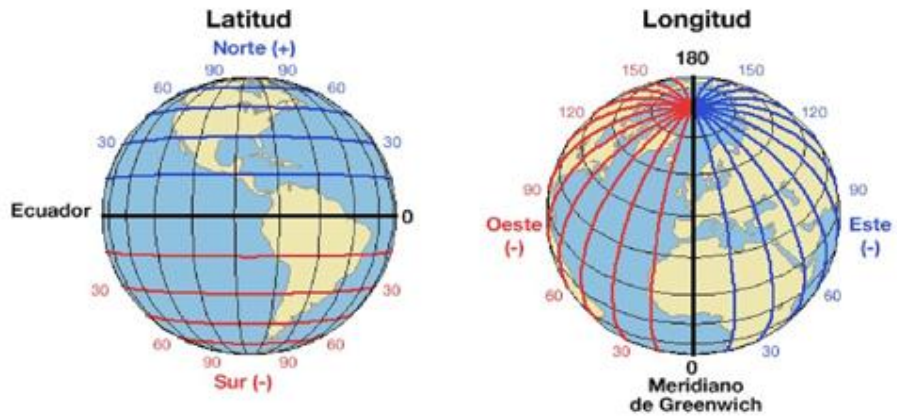 Latitud
Norte (+)
90 90
60 60
30 30
Ecuador 0
30 30
60 60
90 90
Sur (-)
Longitud
180
150 150
120 120
90 90
Oeste Este
(-) (-)
60 60
30 30
0
Meridiano
de Greenwich